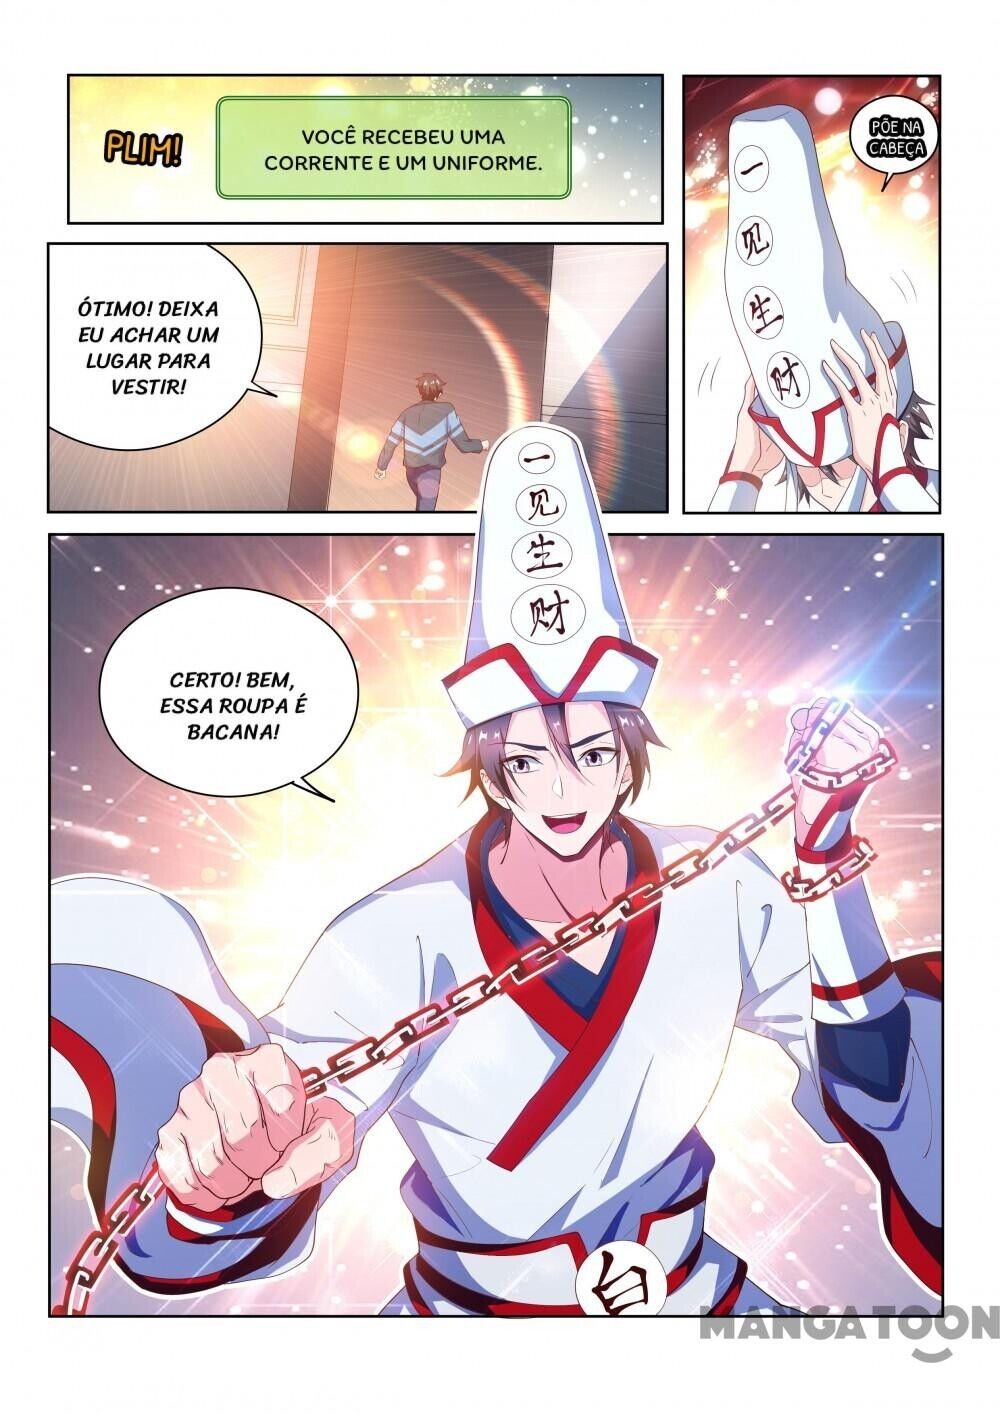 PLIM!
VOCÊ RECEBEU UMA
CORRENTE E UM UNIFORME.
PÕE NA
CABEÇA
一
见
生
财
ÓTIMO! DEIXA
EU ACHAR UM
LUGAR PARA
VESTIR!
一
见
生
财
CERTO! BEM,
ESSA ROUPA É
BACANA!
白
MANGATOON